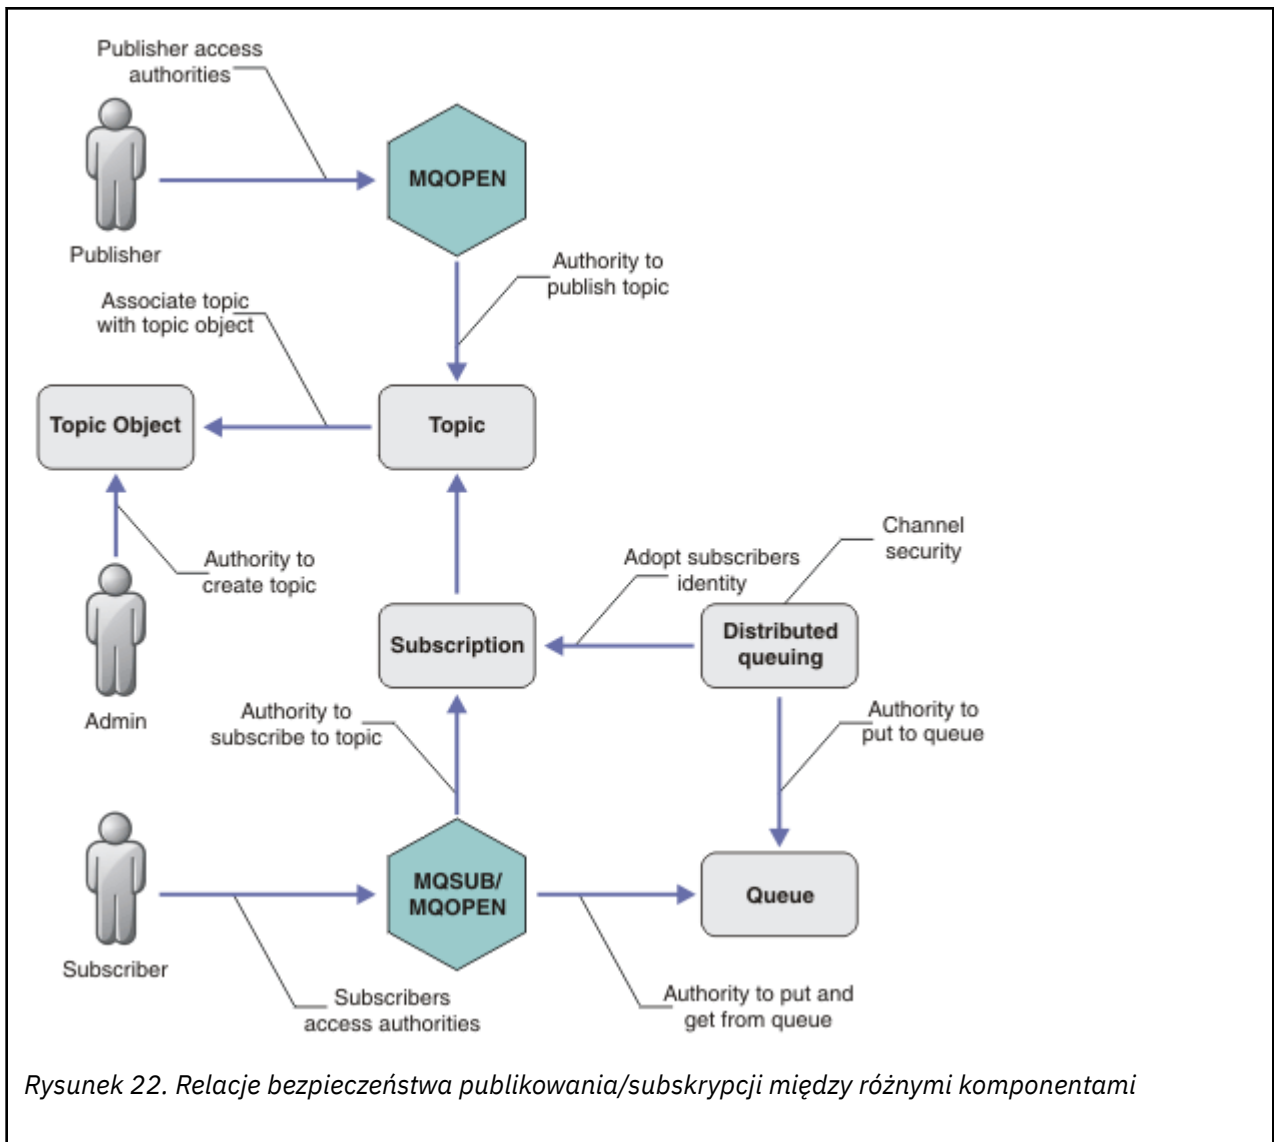 Publisher access
authorities
MQOPEN
Publisher
Authority to
publish topic
Associate topic
with topic object
Topic Object
Topic
Channel
security
Authority to
create topic
Adopt subscribers
identity
Subscription
Distributed
queuing
Admin
Authority to
subscribe to topic
Authority to
put to queue
MQSUB/
MQOPEN
Queue
Subscriber
Subscribers
access authorities
Authority to put and
get from queue
Rysunek 22. Relacje bezpieczeństwa publikowania/subskrypcji między różnymi komponentami